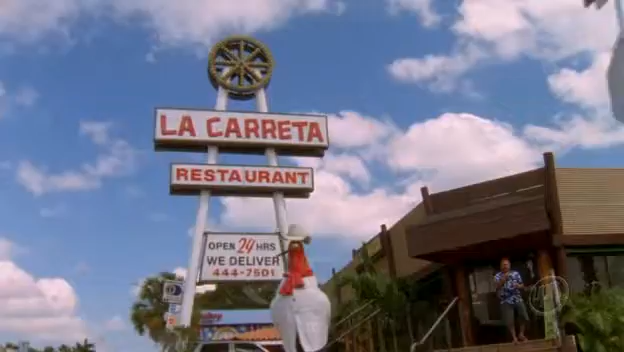 LA CARRETA
RESTAURANT
OPEN 24 HRS
WE DELIVER
444-7501